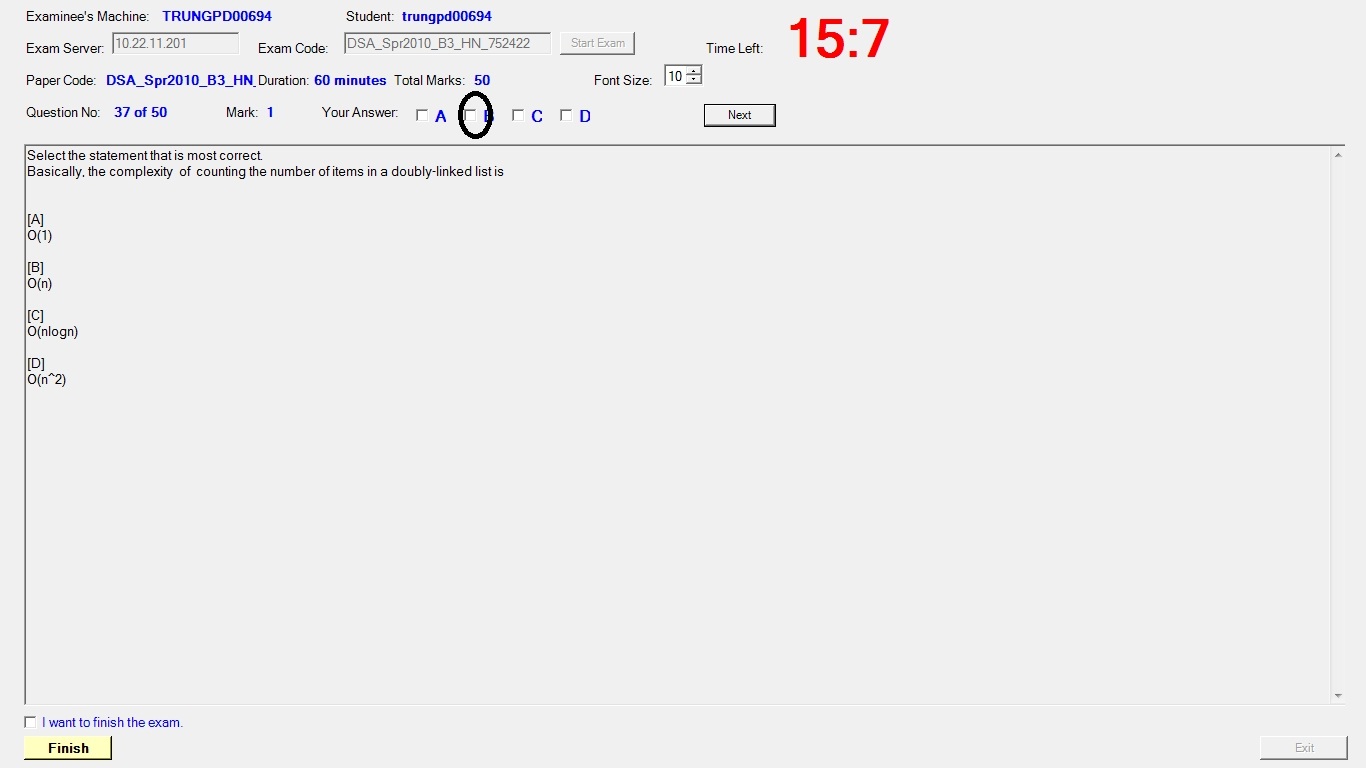 Examinee's Machine: TRUNGPD00694 Student: trungpd00694
Exam Server: 10.22.11.201 Exam Code: DSA_Spr2010_B3_HN_752422 Start Exam Time Left: 15:7
Paper Code: DSA_Spr2010_B3_HN_ Duration: 60 minutes Total Marks: 50 Font Size: 10
Question No: 37 of 50 Mark: 1 Your Answer: A B C D Next
Select the statement that is most correct.
Basically, the complexity of counting the number of items in a doubly-linked list is
[A]
O(1)
[B]
O(n)
[C]
O(nlogn)
[D]
O(n^2)
I want to finish the exam.
Finish Exit